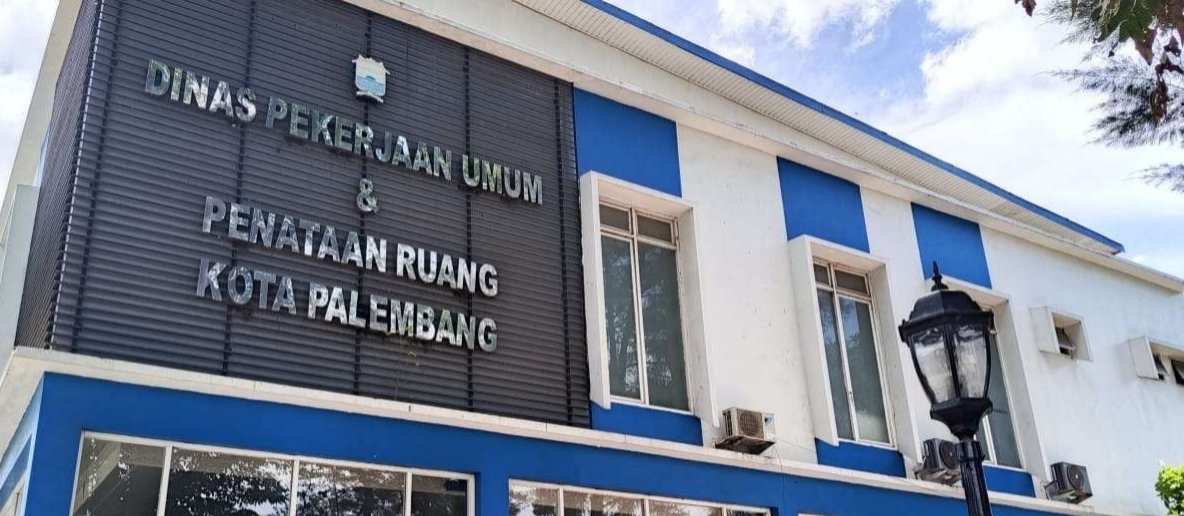 DINAS PEKERJAAN UMUM
&
PENATAAN RUANG
KOTA PALEMBANG